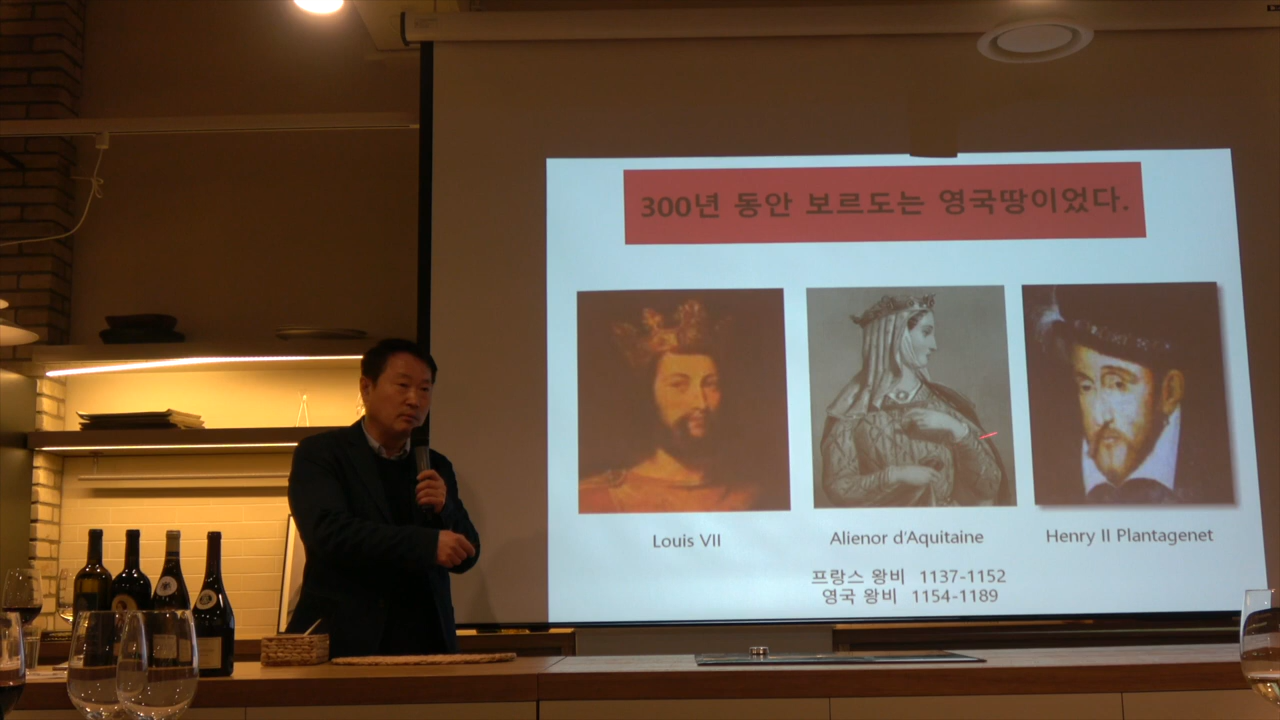 300년 동안 보르도는 영국땅이었다.
Louis VII
Alienor d'Aquitaine
Henry II Plantagenet
프랑스 왕비 1137-1152
영국 왕비 1154-1189